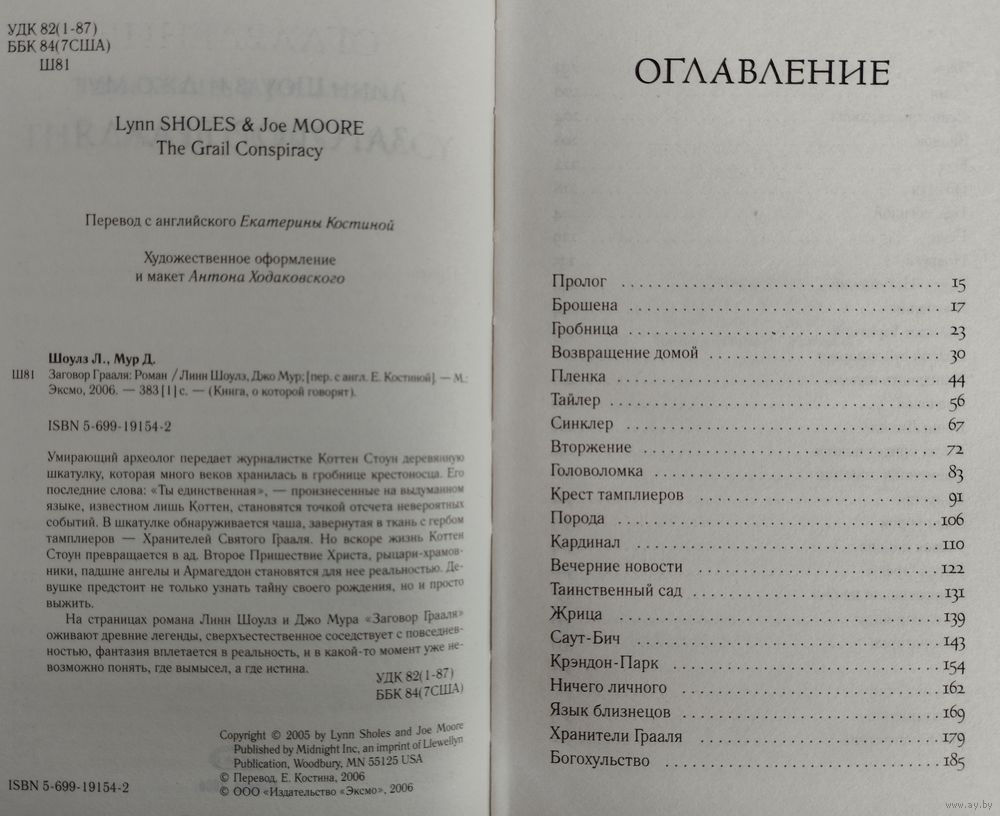 УДК 82(1-87)
ББК 84(7США)
Ш81
Lynn SHOLES & Joe MOORE
The Grail Conspiracy
Перевод с английского Екатерины Костиной
Художественное оформление
и макет Антона Ходаковского
Шоулз Л., Мур Д.
Ш81 Заговор Грааля: Роман / Линн Шоулз, Джо Мур; [пер. с англ. Е. Костиной]. — М.:
Эксмо, 2006. — 383 [1] с. — (Книга, о которой говорят).
ISBN 5-699-19154-2
Умирающий археолог передает журналистке Коттен Стоун деревянную
шкатулку, которая много веков хранилась в гробнице крестоносца. Его
последние слова: «Ты единственная», — произнесенные на выдуманном
языке, известном лишь Коттен, становятся точкой отсчета невероятных
событий. В шкатулке обнаруживается чаша, завернутая в ткань с гербом
тамплиеров — Хранителей Святого Грааля. Но вскоре жизнь Коттен
Стоун превращается в ад. Второе Пришествие Христа, рыцари-храмов-
ники, падшие ангелы и Армагеддон становятся для нее реальностью. Де-
вушке предстоит не только узнать тайну своего рождения, но и просто
выжить.
На страницах романа Линн Шоулз и Джо Мура «Заговор Грааля»
оживают древние легенды, сверхъестественное соседствует с повседнев-
ностью, фантазия вплетается в реальность, и в какой-то момент уже не-
возможно понять, где вымысел, а где истина.
УДК 82(1-87)
ББК 84(7США)
Copyright © 2005 by Lynn Sholes and Joe Moore
Published by Midnight Inc, an imprint of Llewellyn
Publication, Woodbury, MN 55125 USA
© Перевод. Е. Костина, 2006
ISBN 5-699-19154-2 © ООО «Издательство «Эксмо», 2006
ОГЛАВЛЕНИЕ
Пролог 15
Брошена 17
Гробница 23
Возвращение домой 30
Пленка 44
Тайлер 56
Синклер 67
Вторжение 72
Головоломка 83
Крест тамплиеров 91
Порода 106
Кардинал 110
Вечерние новости 122
Таинственный сад 131
Жрица 139
Саут-Бич 143
Крэндон-Парк 154
Ничего личного 162
Язык близнецов 169
Хранители Грааля 179
Богохульство 185
www.ay.by